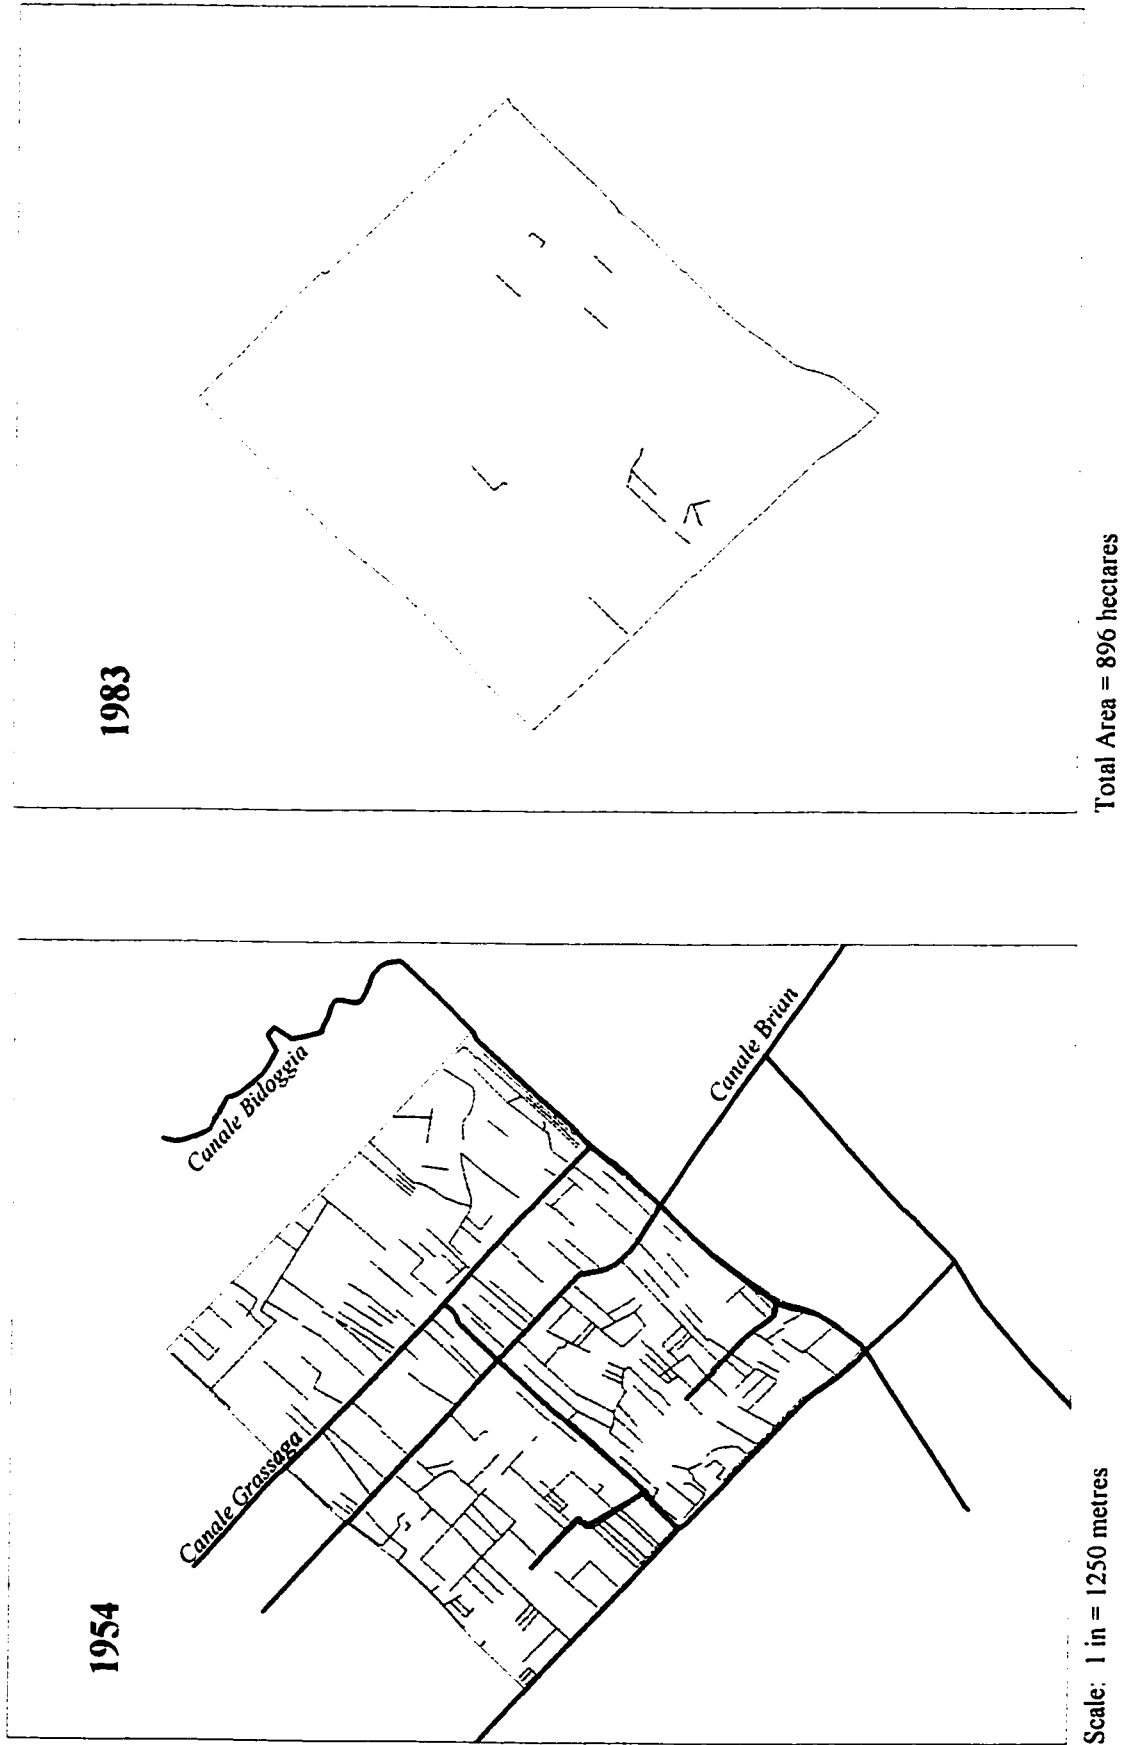 1954
Canale Bidoggia
Canale Grassaga
Canale Brian
Scale: 1 in = 1250 metres
1983
Total Area = 896 hectares